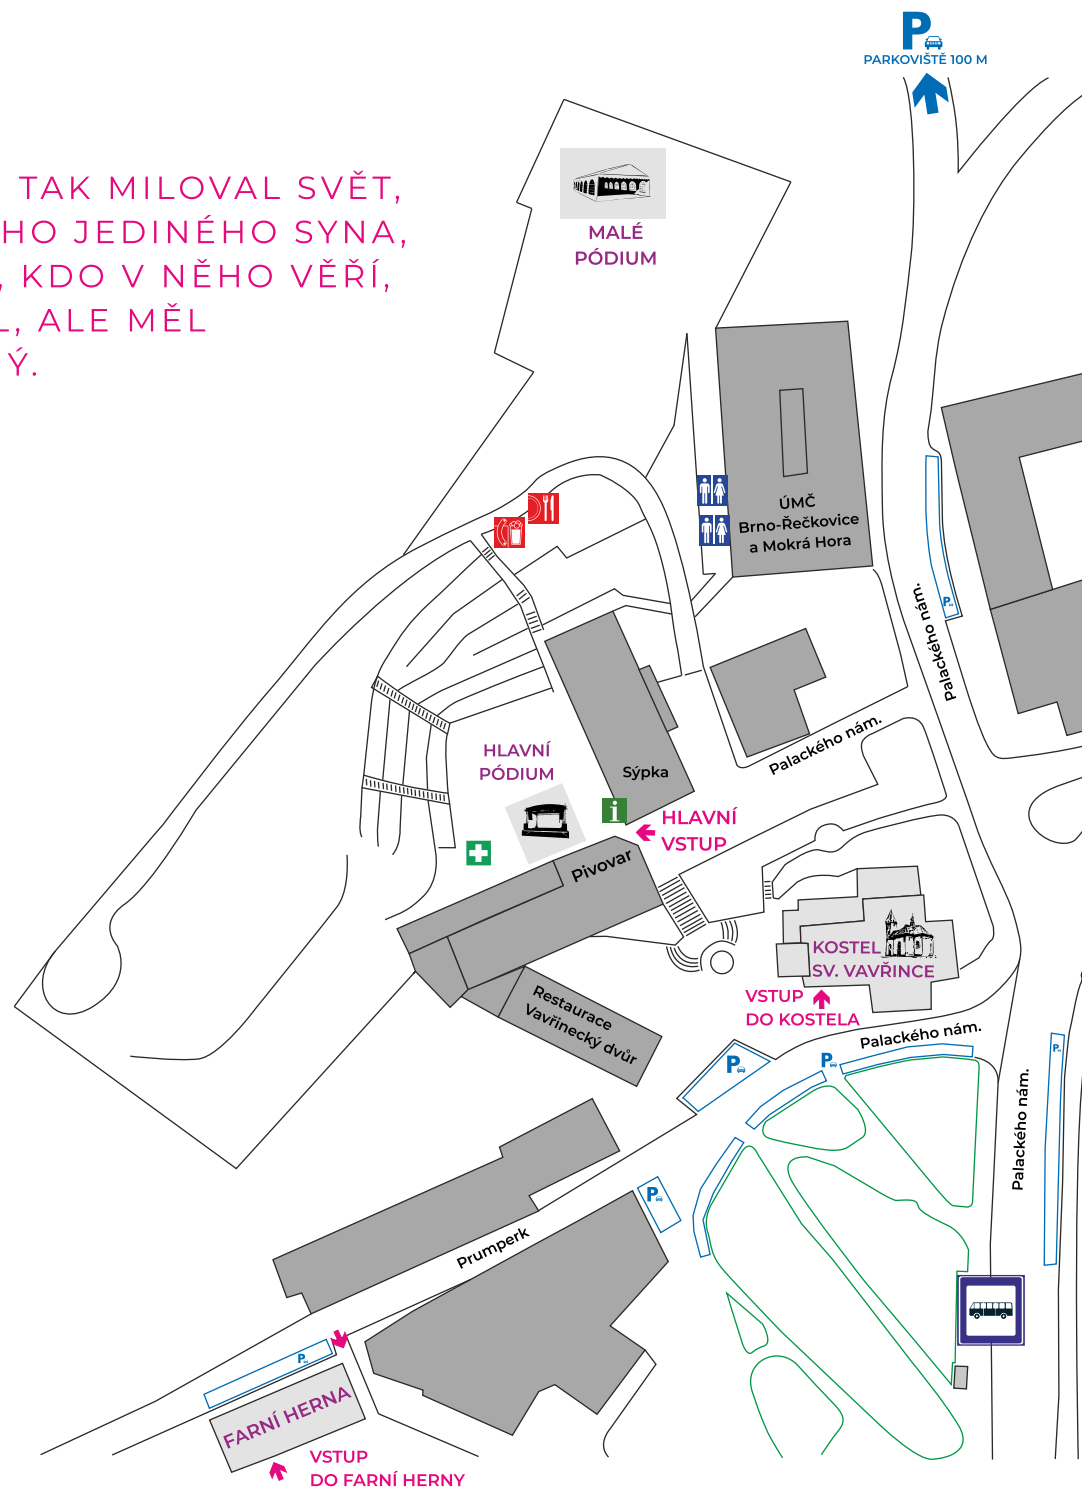 P
PARKOVIŠTĚ 100 M
TAK MILOVAL SVĚT,
HO JEDINÉHO SYNA,
, KDO V NĚHO VĚŘÍ,
L, ALE MĚL
Ý.
MALÉ
PÓDIUM
ÚMČ
Brno-Řečkovice
a Mokrá Hora
P
Palackého nám.
Palackého nám.
HLAVNÍ
PÓDIUM
Sýpka
i
HLAVNÍ
VSTUP
Pivovar
KOSTEL
SV. VAVŘINCE
VSTUP
DO KOSTELA
Restaurace
Vavřinecký dvůr
Palackého nám.
P
P
P
Palackého nám.
P
Prumperk
P
FARNÍ HERNA
VSTUP
DO FARNÍ HERNY